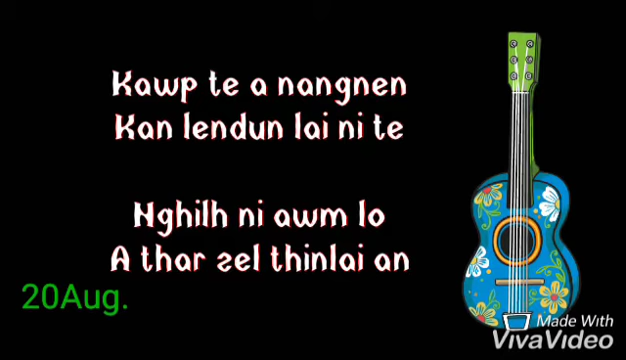 Kawp te a nangnen
Kan lendun lai ni te
Nghilh ni awm lo
A thar zel thinlai an
20Aug.
Made With
VivaVideo